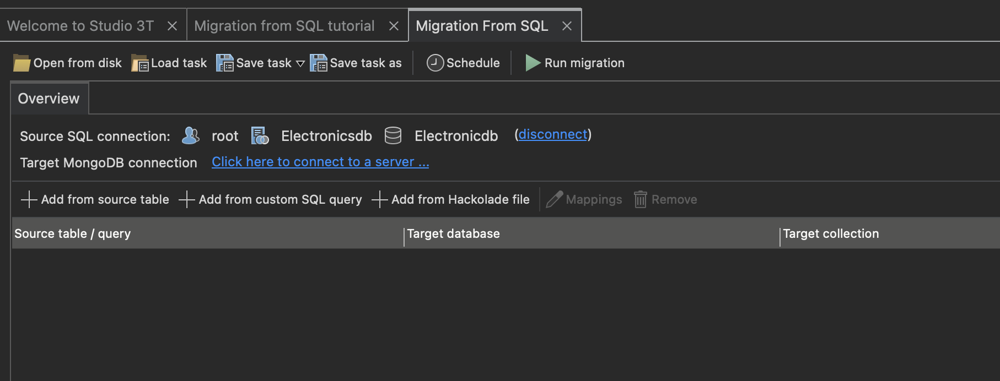 Welcome to Studio 3T Migration from SQL tutorial Migration From SQL
Open from disk Load task Save task Save task as Schedule Run migration
Overview
Source SQL connection: root Electronicsdb Electronicdb (disconnect)
Target MongoDB connection Click here to connect to a server ...
Add from source table Add from custom SQL query Add from Hackolade file Mappings Remove
Source table / query Target database Target collection